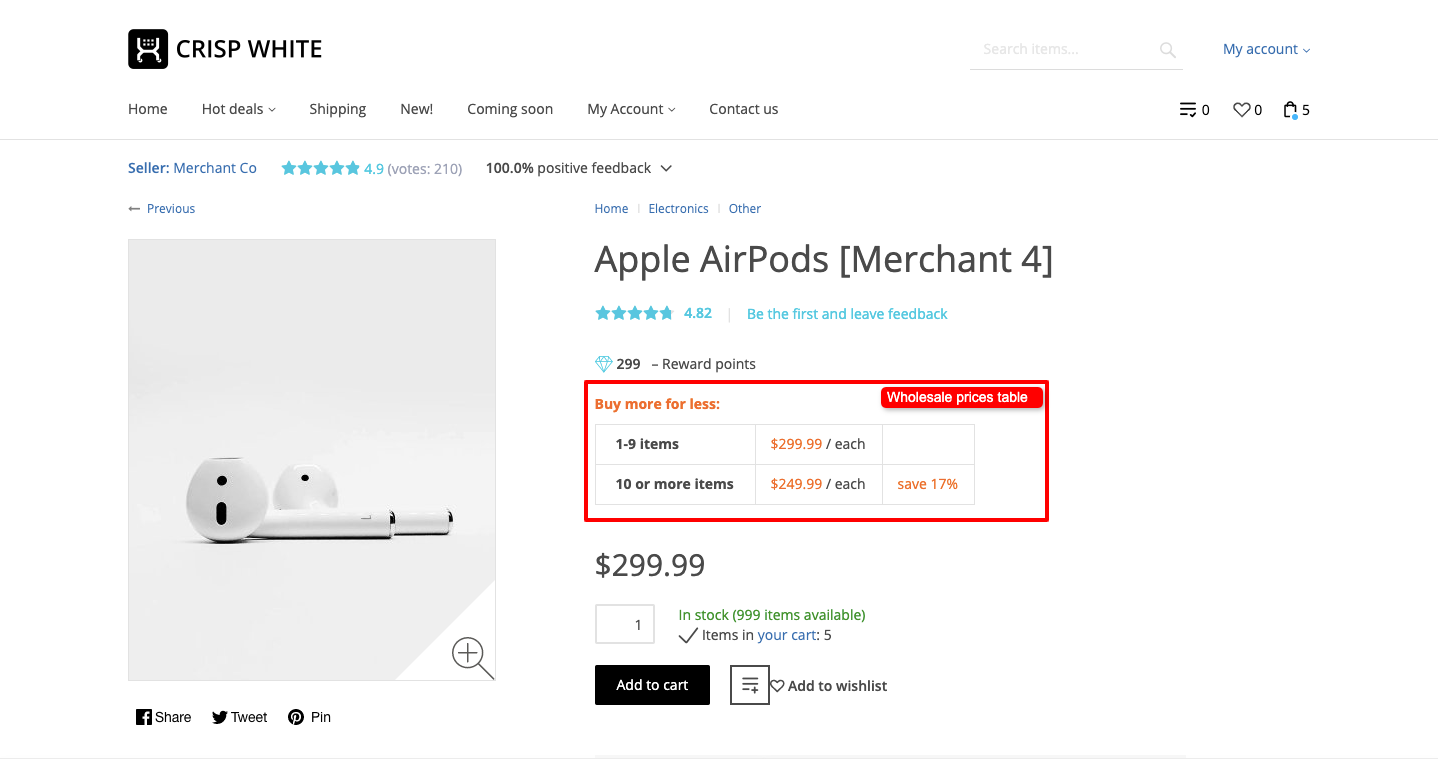 CRISP WHITE
Search items...
My account
Home Hot deals Shipping New! Coming soon My Account Contact us 0 0 5
Seller: Merchant Co 4.9 (votes: 210) 100.0% positive feedback
Previous
Home Electronics Other
Apple AirPods [Merchant 4]
4.82 | Be the first and leave feedback
299 – Reward points
Wholesale prices table
Buy more for less:
1-9 items $299.99 / each
10 or more items $249.99 / each save 17%
$299.99
1 In stock (999 items available)
Items in your cart: 5
Add to cart Add to wishlist
Share Tweet Pin